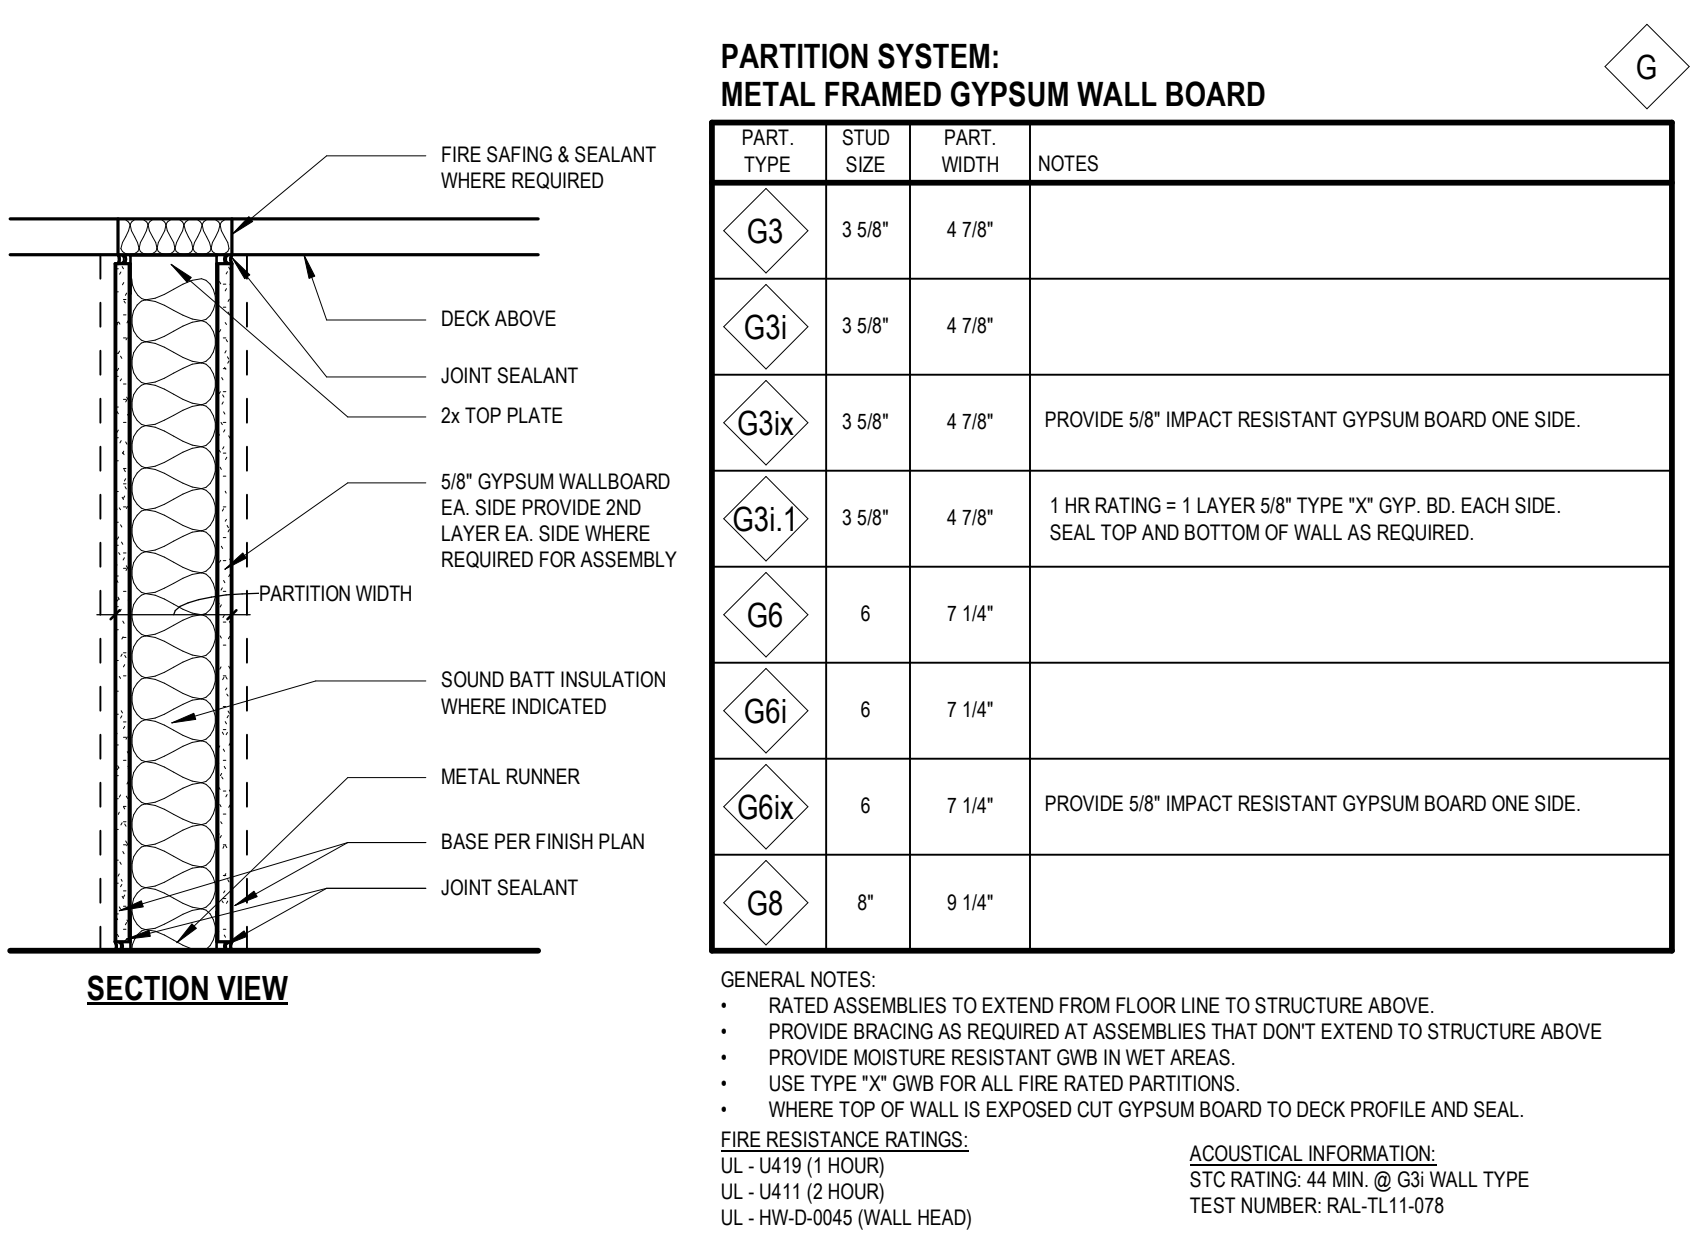 PARTITION SYSTEM:
METAL FRAMED GYPSUM WALL BOARD
G
FIRE SAFING & SEALANT
WHERE REQUIRED
DECK ABOVE
JOINT SEALANT
2x TOP PLATE
5/8" GYPSUM WALLBOARD
EA. SIDE PROVIDE 2ND
LAYER EA. SIDE WHERE
REQUIRED FOR ASSEMBLY
PARTITION WIDTH
SOUND BATT INSULATION
WHERE INDICATED
METAL RUNNER
BASE PER FINISH PLAN
JOINT SEALANT
SECTION VIEW
PART. TYPE STUD SIZE PART. WIDTH NOTES
G3 3 5/8" 4 7/8"
G3i 3 5/8" 4 7/8"
G3ix 3 5/8" 4 7/8" PROVIDE 5/8" IMPACT RESISTANT GYPSUM BOARD ONE SIDE.
G3i.1 3 5/8" 4 7/8" 1 HR RATING = 1 LAYER 5/8" TYPE "X" GYP. BD. EACH SIDE.
SEAL TOP AND BOTTOM OF WALL AS REQUIRED.
G6 6 7 1/4"
G6i 6 7 1/4"
G6ix 6 7 1/4" PROVIDE 5/8" IMPACT RESISTANT GYPSUM BOARD ONE SIDE.
G8 8" 9 1/4"
GENERAL NOTES:
• RATED ASSEMBLIES TO EXTEND FROM FLOOR LINE TO STRUCTURE ABOVE.
• PROVIDE BRACING AS REQUIRED AT ASSEMBLIES THAT DON'T EXTEND TO STRUCTURE ABOVE
• PROVIDE MOISTURE RESISTANT GWB IN WET AREAS.
• USE TYPE "X" GWB FOR ALL FIRE RATED PARTITIONS.
• WHERE TOP OF WALL IS EXPOSED CUT GYPSUM BOARD TO DECK PROFILE AND SEAL.
FIRE RESISTANCE RATINGS:
UL - U419 (1 HOUR)
UL - U411 (2 HOUR)
UL - HW-D-0045 (WALL HEAD)
ACOUSTICAL INFORMATION:
STC RATING: 44 MIN. @ G3i WALL TYPE
TEST NUMBER: RAL-TL11-078